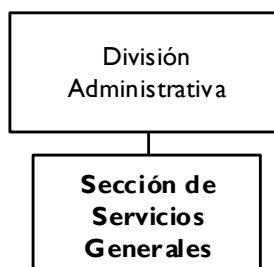 División
Administrativa
Sección de
Servicios
Generales